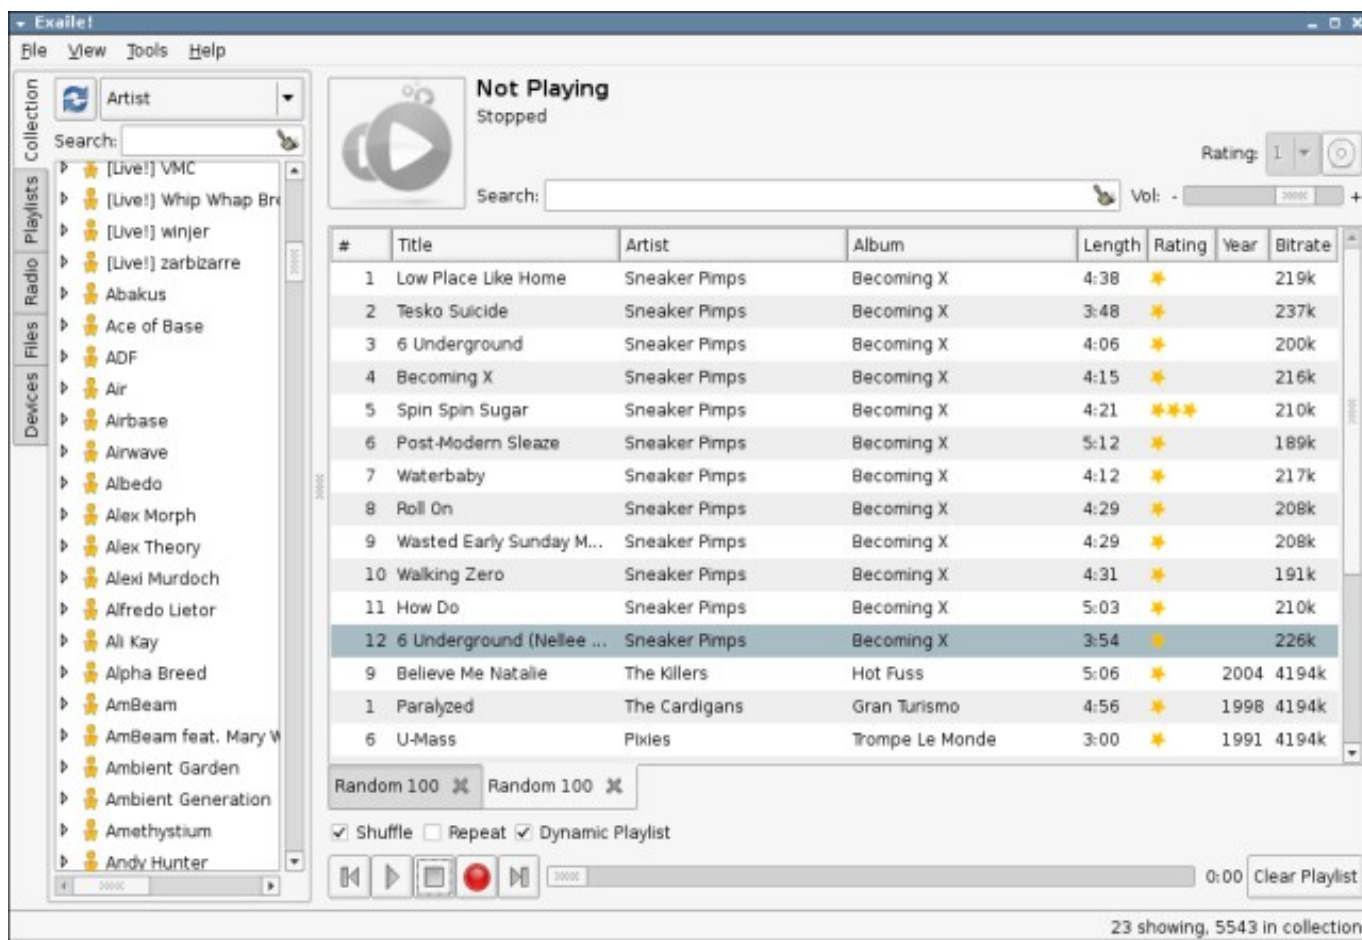 Exaile!
File View Tools Help
Collection
Playlists
Radio
Files
Devices
Artist
Search:
[Live!] VMC
[Live!] Whip Whap Bre
[Live!] winjer
[Live!] zarbizarre
Abakus
Ace of Base
ADF
Air
Airbase
Airwave
Albedo
Alex Morph
Alex Theory
Alexi Murdoch
Alfredo Lietor
Ali Kay
Alpha Breed
AmBeam
AmBeam feat. Mary W
Ambient Garden
Ambient Generation
Amethystium
Andy Hunter
Not Playing
Stopped
Rating: 1
Search: Vol: - +
# Title Artist Album Length Rating Year Bitrate
1 Low Place Like Home Sneaker Pimps Becoming X 4:38 219k
2 Tesko Suicide Sneaker Pimps Becoming X 3:48 237k
3 6 Underground Sneaker Pimps Becoming X 4:06 200k
4 Becoming X Sneaker Pimps Becoming X 4:15 216k
5 Spin Spin Sugar Sneaker Pimps Becoming X 4:21 210k
6 Post-Modern Sleaze Sneaker Pimps Becoming X 5:12 189k
7 Waterbaby Sneaker Pimps Becoming X 4:12 217k
8 Roll On Sneaker Pimps Becoming X 4:29 208k
9 Wasted Early Sunday M... Sneaker Pimps Becoming X 4:29 208k
10 Walking Zero Sneaker Pimps Becoming X 4:31 191k
11 How Do Sneaker Pimps Becoming X 5:03 210k
12 6 Underground (Nellee ... Sneaker Pimps Becoming X 3:54 226k
9 Believe Me Natalie The Killers Hot Fuss 5:06 2004 4194k
1 Paralyzed The Cardigans Gran Turismo 4:56 1998 4194k
6 U-Mass Pixies Trompe Le Monde 3:00 1991 4194k
Random 100 Random 100
Shuffle Repeat Dynamic Playlist
0:00 Clear Playlist
23 showing, 5543 in collection